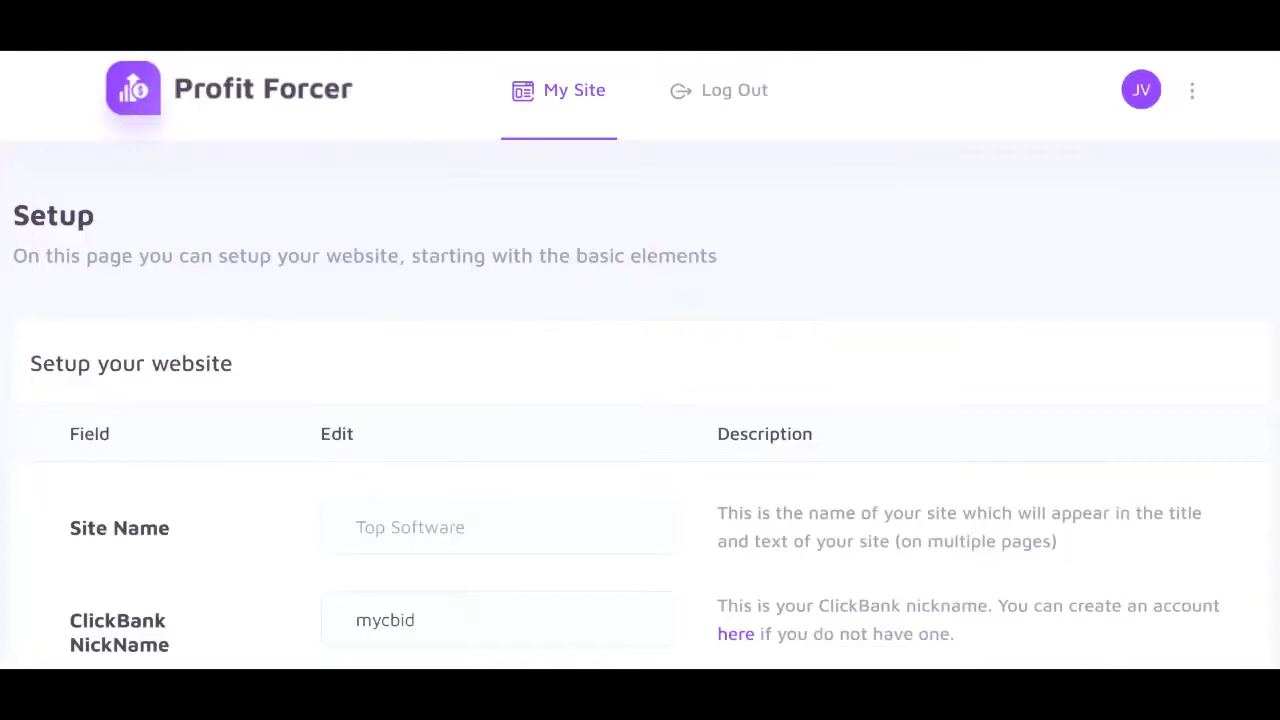 Profit Forcer
My Site
Log Out
JV
Setup
On this page you can setup your website, starting with the basic elements
Setup your website
Field
Edit
Description
Site Name
Top Software
This is the name of your site which will appear in the title
and text of your site (on multiple pages)
ClickBank
NickName
mycbid
This is your ClickBank nickname. You can create an account
here if you do not have one.